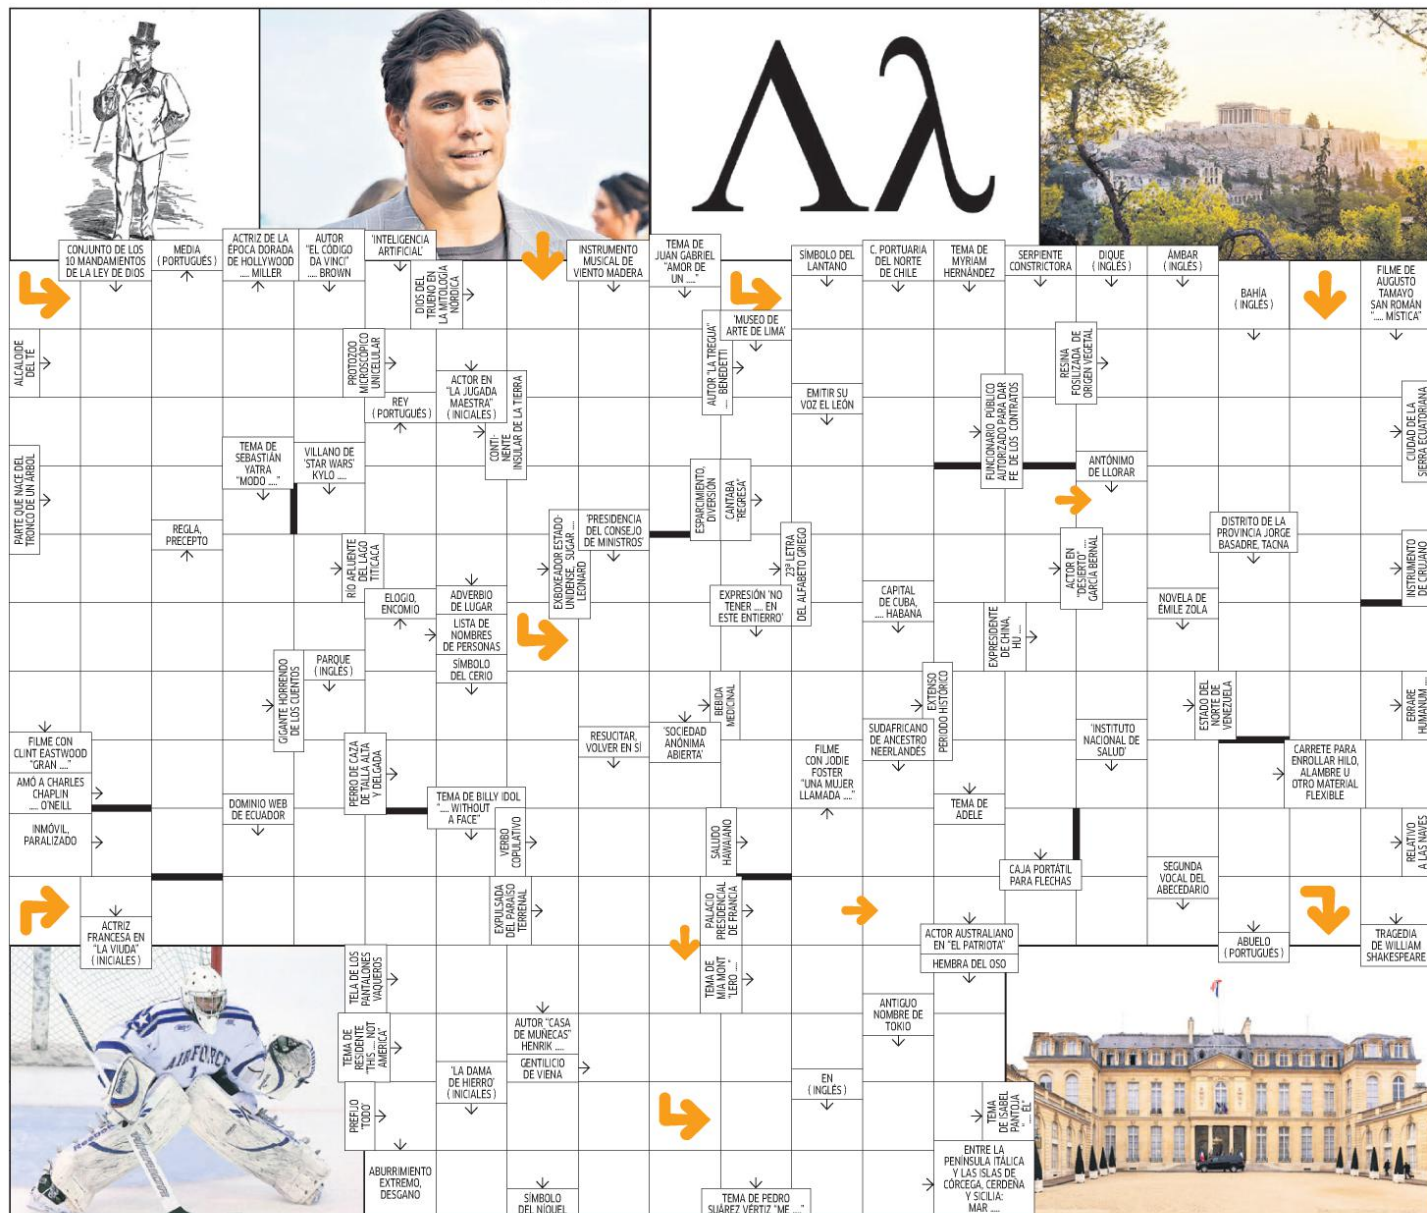 Λλ
CONJUNTO DE LOS
10 MANDAMIENTOS
DE LA LEY DE DIOS
MEDIA
(PORTUGUÉS)
ACTRIZ DE LA
ÉPOCA DORADA
DE HOLLYWOOD
..... MILLER
AUTOR
"EL CÓDIGO
DA VINCI"
..... BROWN
'INTELIGENCIA
ARTIFICIAL'
DIOS DEL
TRUENO EN
LA MITOLOGÍA
NÓRDICA
INSTRUMENTO
MUSICAL DE
VIENTO MADERA
TEMA DE
JUAN GABRIEL
"AMOR DE
UN ....."
SÍMBOLO DEL
LANTANO
C. PORTUARIA
DEL NORTE
DE CHILE
TEMA DE
MYRIAM
HERNÁNDEZ
SERPIENTE
CONSTRICTORA
DIQUE
(INGLÉS)
ÁMBAR
(INGLÉS)
BAHÍA
(INGLÉS)
FILME DE
AUGUSTO
TAMAYO
SAN ROMÁN
"..... MÍSTICA"
ALCALOIDE
DEL TÉ
PROTOZOO
MICROSCÓPICO
UNICELULAR
ACTOR EN
"LA JUGADA
MAESTRA"
(INICIALES)
AUTOR "LA TREGUA"
..... BENEDETTI
'MUSEO DE
ARTE DE LIMA'
RESINA
FOSILIZADA DE
ORIGEN VEGETAL
REY
(PORTUGUÉS)
CONTI-
NENTE
INSULAR DE LA TIERRA
EMITIR SU
VOZ EL LEÓN
FUNCIONARIO PÚBLICO
AUTORIZADO PARA DAR
FE DE LOS CONTRATOS
CIUDAD DE LA
SIERRA ECUATORIANA
PARTE QUE NACE DEL
TRONCO DE UN ÁRBOL
TEMA DE
SEBASTIÁN
YATRA
"MODO ....."
VILLANO DE
'STAR WARS'
KYLO .....
ESPARCIMIENTO,
DIVERSIÓN
CANTABA
"REGRESA"
ANTÓNIMO
DE LLORAR
REGLA,
PRECEPTO
RÍO AFLUENTE
DEL LAGO
TITICACA
EXBOXEADOR ESTADO-
UNIDENSE, SUGAR .....
LEONARD
'PRESIDENCIA
DEL CONSEJO
DE MINISTROS'
23ª LETRA
DEL ALFABETO GRIEGO
ACTOR EN
"DESIERTO" .....
GARCÍA BERNAL
DISTRITO DE LA
PROVINCIA JORGE
BASADRE, TACNA
INSTRUMENTO
DE CIRUJANO
ELOGIO,
ENCOMIO
ADVERBIO
DE LUGAR
LISTA DE
NOMBRES
DE PERSONAS
SÍMBOLO
DEL CERIO
EXPRESIÓN 'NO
TENER ..... EN
ESTE ENTIERRO'
CAPITAL
DE CUBA,
..... HABANA
EXPRESIDENTE
DE CHINA,
HU .....
NOVELA DE
ÉMILE ZOLA
GIGANTE HORRENDO
DE LOS CUENTOS
PARQUE
(INGLÉS)
BEBIDA
MEDICINAL
EXTENSO
PERIODO HISTÓRICO
ESTADO DEL
NORTE DE
VENEZUELA
ERRARE
HUMANUM .....
FILME CON
CLINT EASTWOOD
"GRAN ....."
AMÓ A CHARLES
CHAPLIN
..... O'NEILL
INMÓVIL,
PARALIZADO
DOMINIO WEB
DE ECUADOR
PERRO DE CAZA
DE TALLA ALTA
Y DELGADA
RESUCITAR,
VOLVER EN SÍ
'SOCIEDAD
ANÓNIMA
ABIERTA'
FILME
CON JODIE
FOSTER
"UNA MUJER
LLAMADA ....."
SUDAFRICANO
DE ANCESTRO
NEERLANDÉS
'INSTITUTO
NACIONAL DE
SALUD'
CARRETE PARA
ENROLLAR HILO,
ALAMBRE U
OTRO MATERIAL
FLEXIBLE
TEMA DE BILLY IDOL
"..... WITHOUT
A FACE"
VERBO
COPULATIVO
SALUDO
HAWAIANO
TEMA DE
ADELE
CAJA PORTÁTIL
PARA FLECHAS
SEGUNDA
VOCAL DEL
ABECEDARIO
RELATIVO
A LAS NAVES
ACTRIZ
FRANCESA EN
"LA VIUDA"
(INICIALES)
EXPULSADA
DEL PARAÍSO
TERRENAL
PALACIO
PRESIDENCIAL
DE FRANCIA
ACTOR AUSTRALIANO
EN "EL PATRIOTA"
HEMBRA DEL OSO
ABUELO
(PORTUGUÉS)
TRAGEDIA
DE WILLIAM
SHAKESPEARE
TELA DE LOS
PANTALONES
VAQUEROS
TEMA DE
MIA MONT
"LERO ....."
AIR FORCE
TEMA DE
RESIDENTE
"THIS ..... NOT
AMERICA"
AUTOR "CASA
DE MUÑECAS"
HENRIK .....
GENTILICIO
DE VIENA
ANTIGUO
NOMBRE DE
TOKIO
'LA DAMA
DE HIERRO'
(INICIALES)
EN
(INGLÉS)
PREFIJO
'TODO'
TEMA
DE ISABEL
PANTOJA
"..... ÉL"
ABURRIMIENTO
EXTREMO,
DESGANO
SÍMBOLO
DEL NÍQUEL
TEMA DE PEDRO
SUÁREZ VÉRTIZ "ME ....."
ENTRE LA
PENÍNSULA ITÁLICA
Y LAS ISLAS DE
CÓRCEGA, CERDEÑA
Y SICILIA:
MAR .....